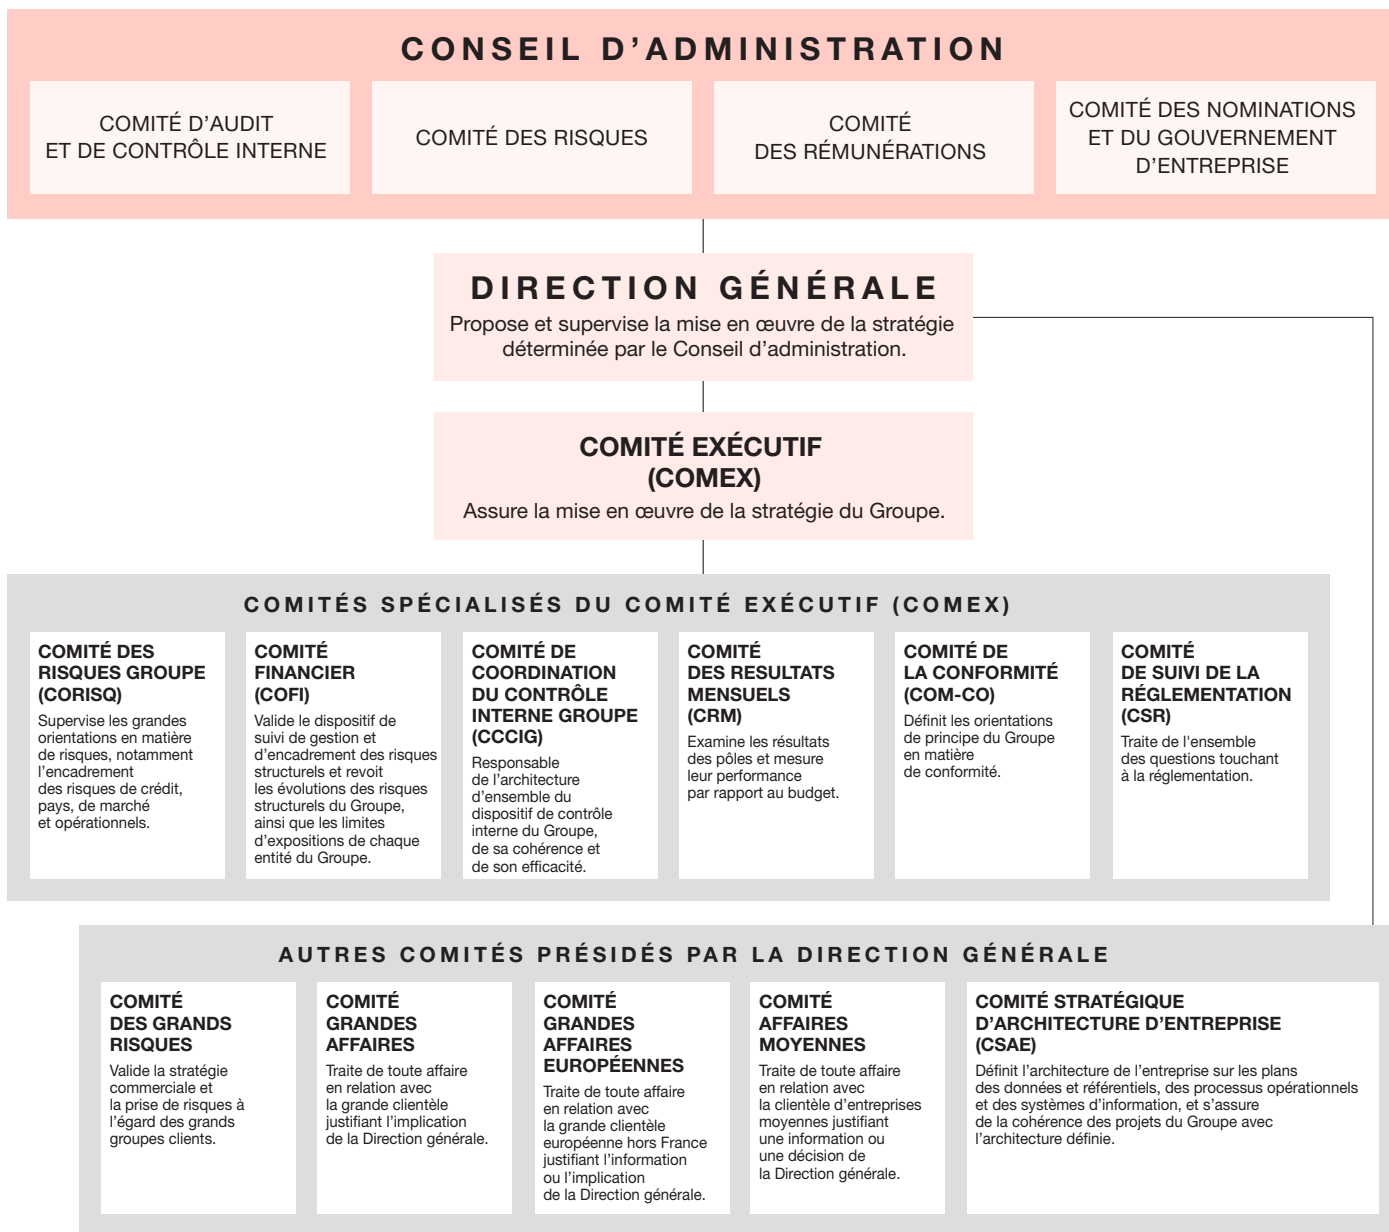 CONSEIL D’ADMINISTRATION
COMITÉ D’AUDIT
ET DE CONTRÔLE INTERNE
COMITÉ DES RISQUES
COMITÉ
DES RÉMUNÉRATIONS
COMITÉ DES NOMINATIONS
ET DU GOUVERNEMENT
D’ENTREPRISE
DIRECTION GÉNÉRALE
Propose et supervise la mise en œuvre de la stratégie
déterminée par le Conseil d’administration.
COMITÉ EXÉCUTIF
(COMEX)
Assure la mise en œuvre de la stratégie du Groupe.
COMITÉS SPÉCIALISÉS DU COMITÉ EXÉCUTIF (COMEX)
COMITÉ DES
RISQUES GROUPE
(CORISQ)
Supervise les grandes
orientations en matière
de risques, notamment
l’encadrement
des risques de crédit,
pays, de marché
et opérationnels.
COMITÉ
FINANCIER
(COFI)
Valide le dispositif de
suivi de gestion et
d’encadrement des risques
structurels et revoit
les évolutions des risques
structurels du Groupe,
ainsi que les limites
d’expositions de chaque
entité du Groupe.
COMITÉ DE
COORDINATION
DU CONTRÔLE
INTERNE GROUPE
(CCCIG)
Responsable
de l’architecture
d’ensemble du
dispositif de contrôle
interne du Groupe,
de sa cohérence et
de son efficacité.
COMITÉ
DES RESULTATS
MENSUELS
(CRM)
Examine les résultats
des pôles et mesure
leur performance
par rapport au budget.
COMITÉ DE
LA CONFORMITÉ
(COM-CO)
Définit les orientations
de principe du Groupe
en matière
de conformité.
COMITÉ
DE SUIVI DE LA
RÉGLEMENTATION
(CSR)
Traite de l'ensemble
des questions touchant
à la réglementation.
AUTRES COMITÉS PRÉSIDÉS PAR LA DIRECTION GÉNÉRALE
COMITÉ
DES GRANDS
RISQUES
Valide la stratégie
commerciale et
la prise de risques à
l’égard des grands
groupes clients.
COMITÉ
GRANDES
AFFAIRES
Traite de toute affaire
en relation avec
la grande clientèle
justifiant l’implication
de la Direction générale.
COMITÉ
GRANDES
AFFAIRES
EUROPÉENNES
Traite de toute affaire
en relation avec
la grande clientèle
européenne hors France
justifiant l’information
ou l’implication
de la Direction générale.
COMITÉ
AFFAIRES
MOYENNES
Traite de toute affaire
en relation avec
la clientèle d’entreprises
moyennes justifiant
une information ou
une décision de
la Direction générale.
COMITÉ STRATÉGIQUE
D’ARCHITECTURE D’ENTREPRISE
(CSAE)
Définit l’architecture de l’entreprise sur les plans
des données et référentiels, des processus opérationnels
et des systèmes d’information, et s’assure
de la cohérence des projets du Groupe avec
l’architecture définie.